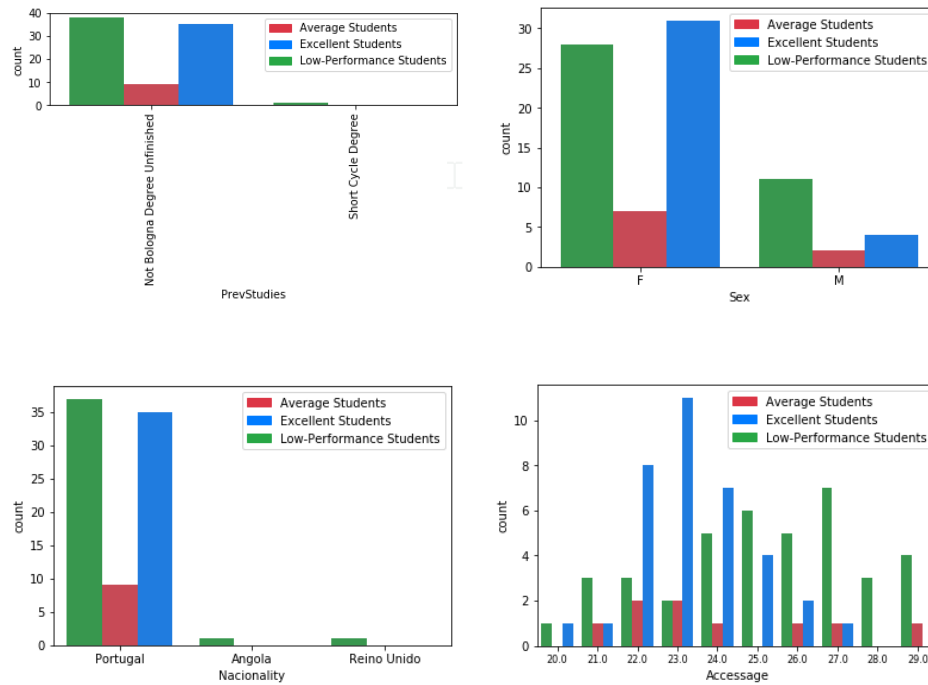 40
30
20
10
0
count
Average Students
Excellent Students
Low-Performance Students
Not Bologna Degree Unfinished
Short Cycle Degree
PrevStudies
30
25
20
15
10
5
0
count
Average Students
Excellent Students
Low-Performance Students
F M
Sex
35
30
25
20
15
10
5
0
count
Average Students
Excellent Students
Low-Performance Students
Portugal Angola Reino Unido
Nacionality
10
8
6
4
2
0
count
Average Students
Excellent Students
Low-Performance Students
20.0 21.0 22.0 23.0 24.0 25.0 26.0 27.0 28.0 29.0
Accessage